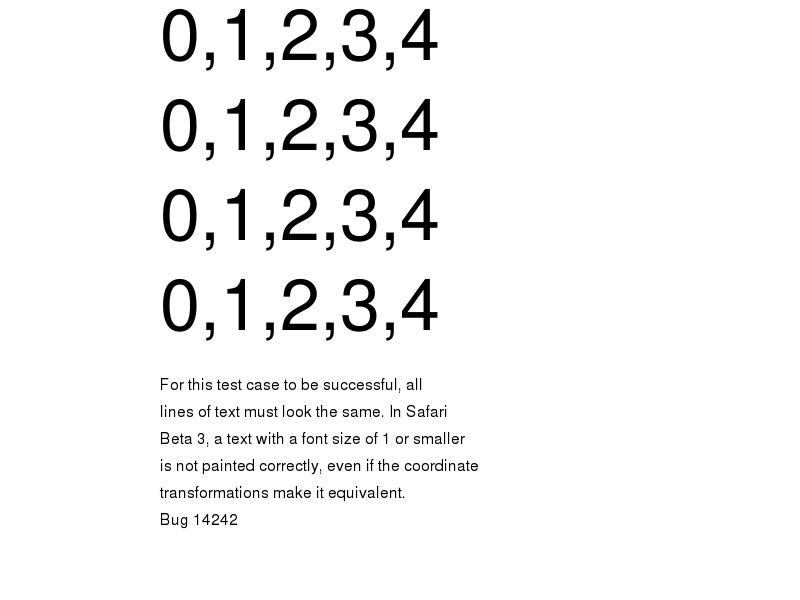 0,1,2,3,4
0,1,2,3,4
0,1,2,3,4
0,1,2,3,4
For this test case to be successful, all
lines of text must look the same. In Safari
Beta 3, a text with a font size of 1 or smaller
is not painted correctly, even if the coordinate
transformations make it equivalent.
Bug 14242